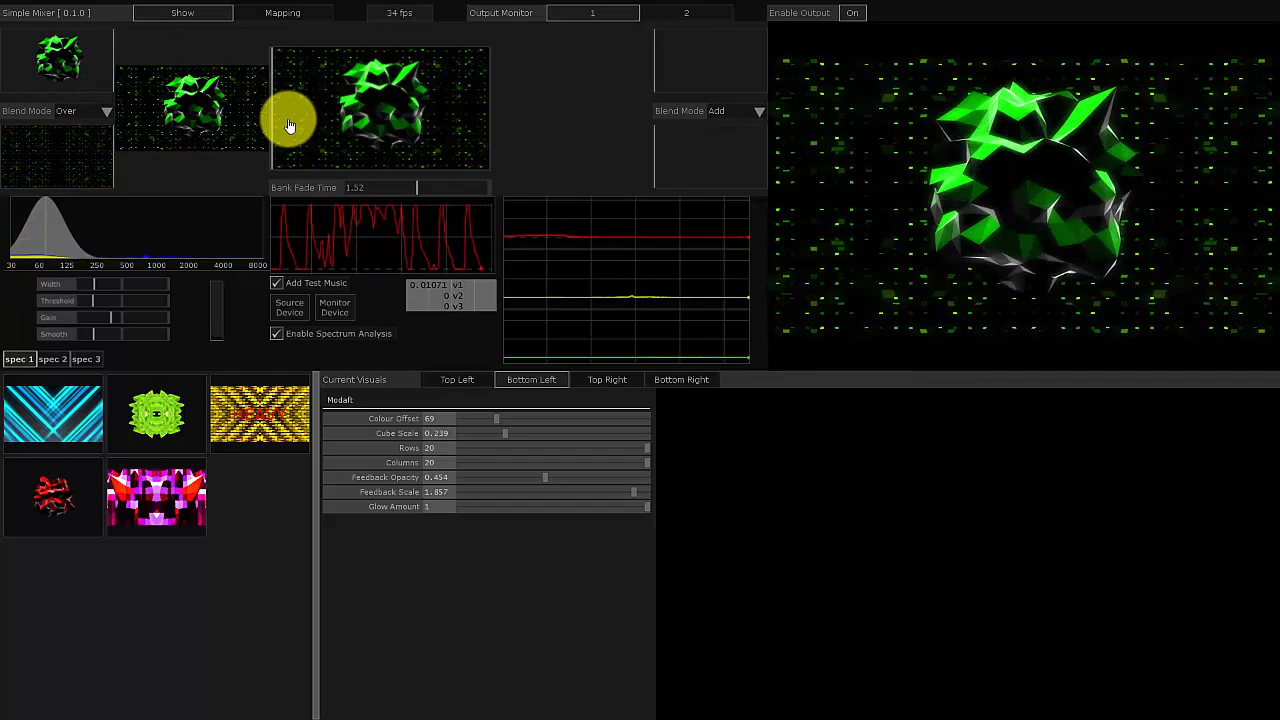 Simple Mixer [ 0.1.0 ]
Show
Mapping
34 fps
Output Monitor
1
2
Enable Output
On
Blend Mode
Over
Blend Mode
Add
Bank Fade Time
1.52
30
60
125
250
500
1000
2000
4000
8000
Add Test Music
Source Device
Monitor Device
0.01071 v1
0 v2
0 v3
Width
Threshold
Gain
Smooth
Enable Spectrum Analysis
spec 1
spec 2
spec 3
HEAVY
Current Visuals
Top Left
Bottom Left
Top Right
Bottom Right
Modaft
Colour Offset 69
Cube Scale 0.239
Rows 20
Columns 20
Feedback Opacity 0.454
Feedback Scale 1.857
Glow Amount 1